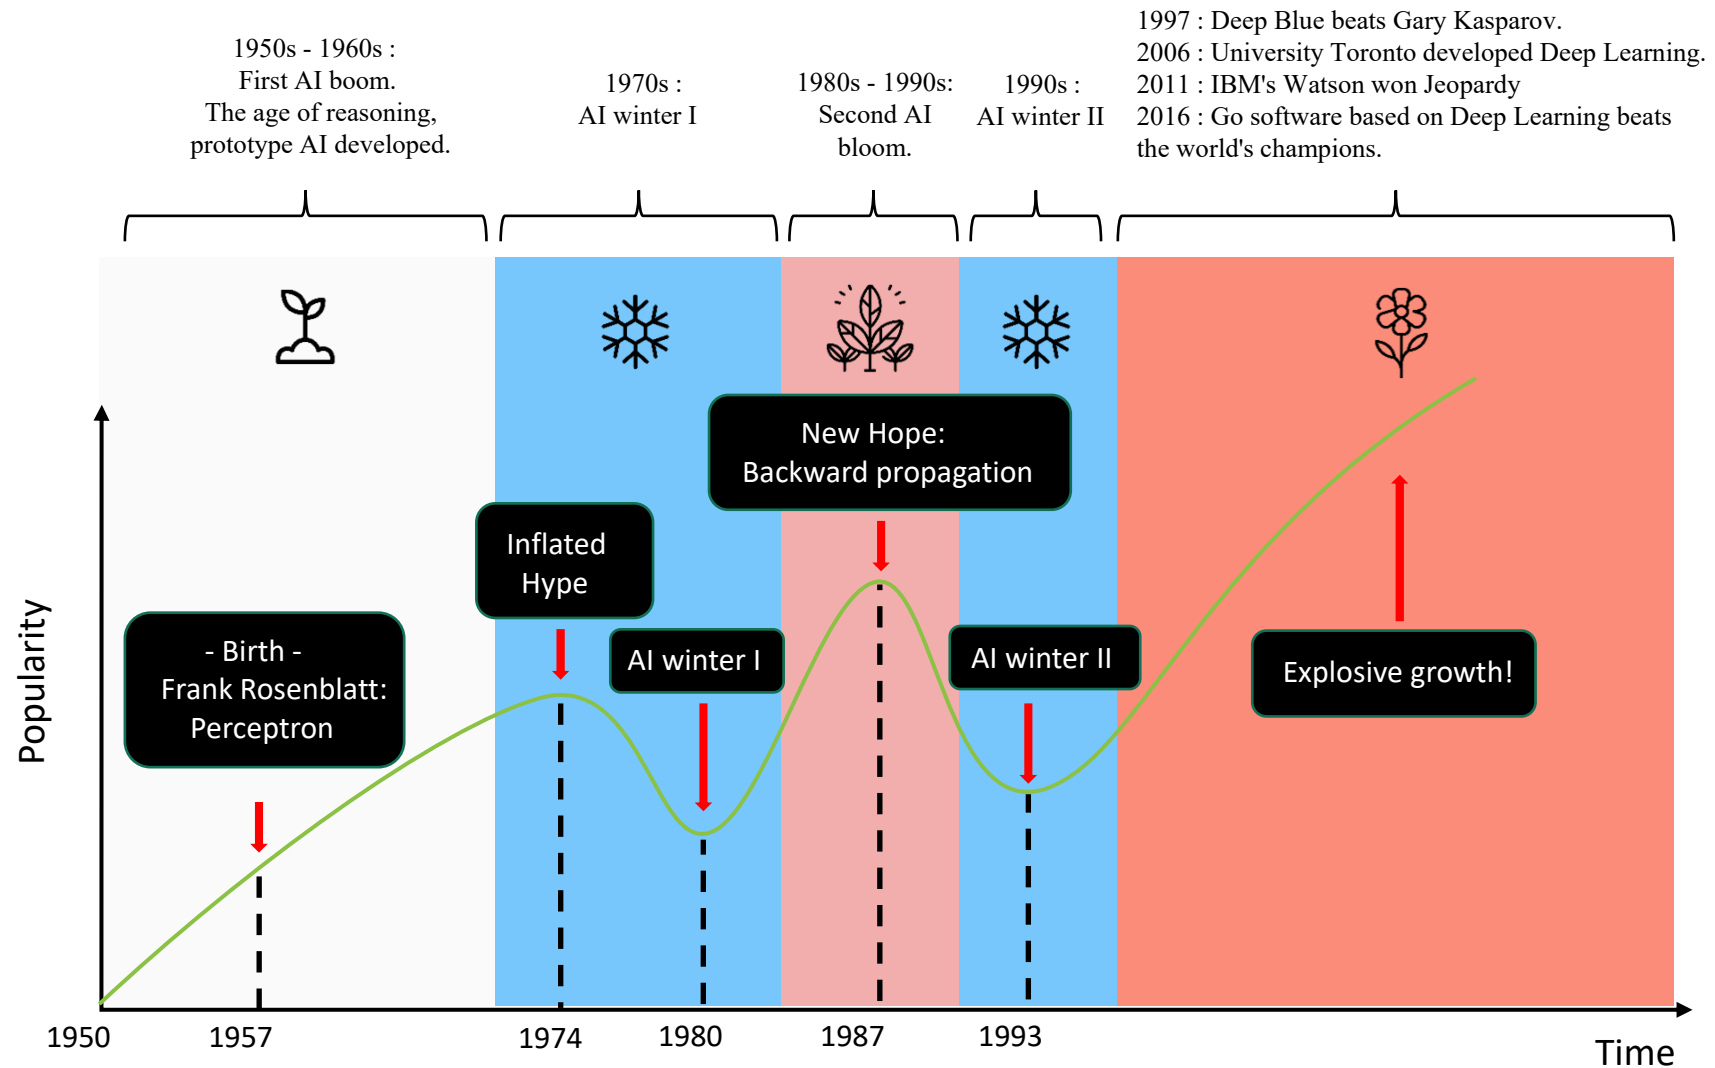 1950s - 1960s :
First AI boom.
The age of reasoning,
prototype AI developed.
1970s :
AI winter I
1980s - 1990s:
Second AI
bloom.
1990s :
AI winter II
1997 : Deep Blue beats Gary Kasparov.
2006 : University Toronto developed Deep Learning.
2011 : IBM's Watson won Jeopardy
2016 : Go software based on Deep Learning beats
the world's champions.
New Hope:
Backward propagation
Inflated
Hype
- Birth -
Frank Rosenblatt:
Perceptron
AI winter I
AI winter II
Explosive growth!
Popularity
1950
1957
1974
1980
1987
1993
Time